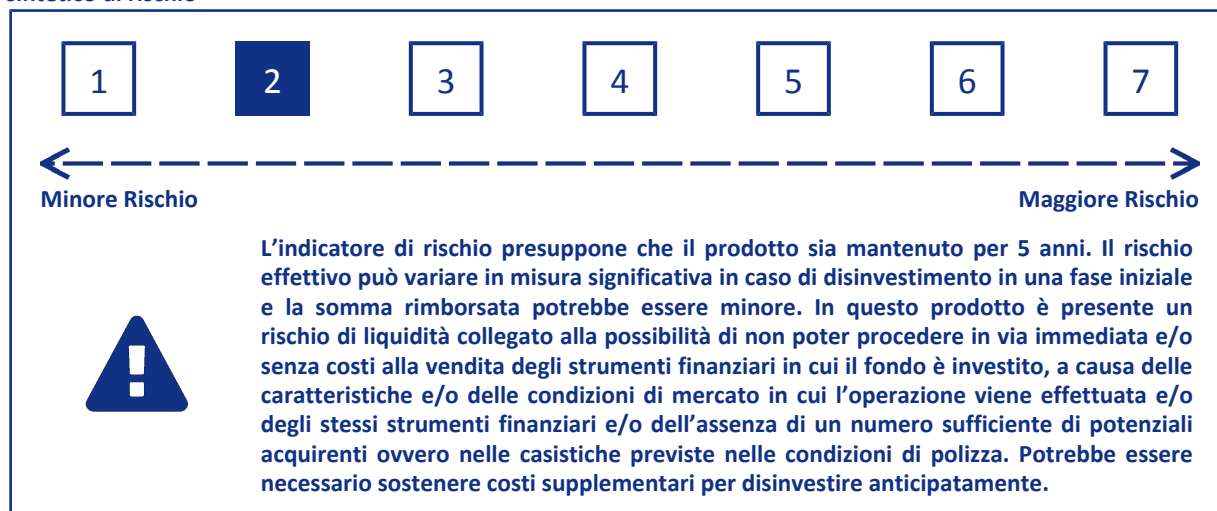 sintetico di rischio
1 2 3 4 5 6 7
Minore Rischio Maggiore Rischio
L'indicatore di rischio presuppone che il prodotto sia mantenuto per 5 anni. Il rischio
effettivo può variare in misura significativa in caso di disinvestimento in una fase iniziale
e la somma rimborsata potrebbe essere minore. In questo prodotto è presente un
rischio di liquidità collegato alla possibilità di non poter procedere in via immediata e/o
senza costi alla vendita degli strumenti finanziari in cui il fondo è investito, a causa delle
caratteristiche e/o delle condizioni di mercato in cui l'operazione viene effettuata e/o
degli stessi strumenti finanziari e/o dell'assenza di un numero sufficiente di potenziali
acquirenti ovvero nelle casistiche previste nelle condizioni di polizza. Potrebbe essere
necessario sostenere costi supplementari per disinvestire anticipatamente.